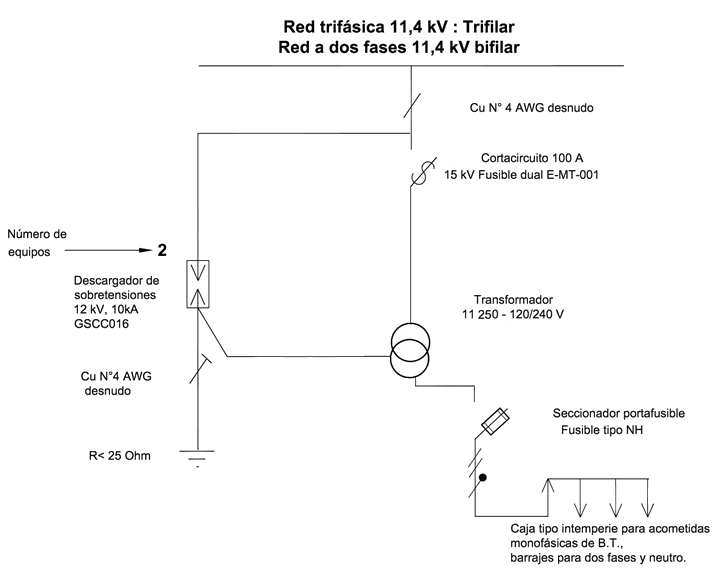 Red trifásica 11,4 kV : Trifilar
Red a dos fases 11,4 kV bifilar
Cu N° 4 AWG desnudo
Cortacircuito 100 A
15 kV Fusible dual E-MT-001
Número de
equipos
2
Descargador de
sobretensiones
12 kV, 10kA
GSCC016
Transformador
11 250 - 120/240 V
Cu N°4 AWG
desnudo
Seccionador portafusible
Fusible tipo NH
R< 25 Ohm
Caja tipo intemperie para acometidas
monofásicas de B.T.,
barrajes para dos fases y neutro.